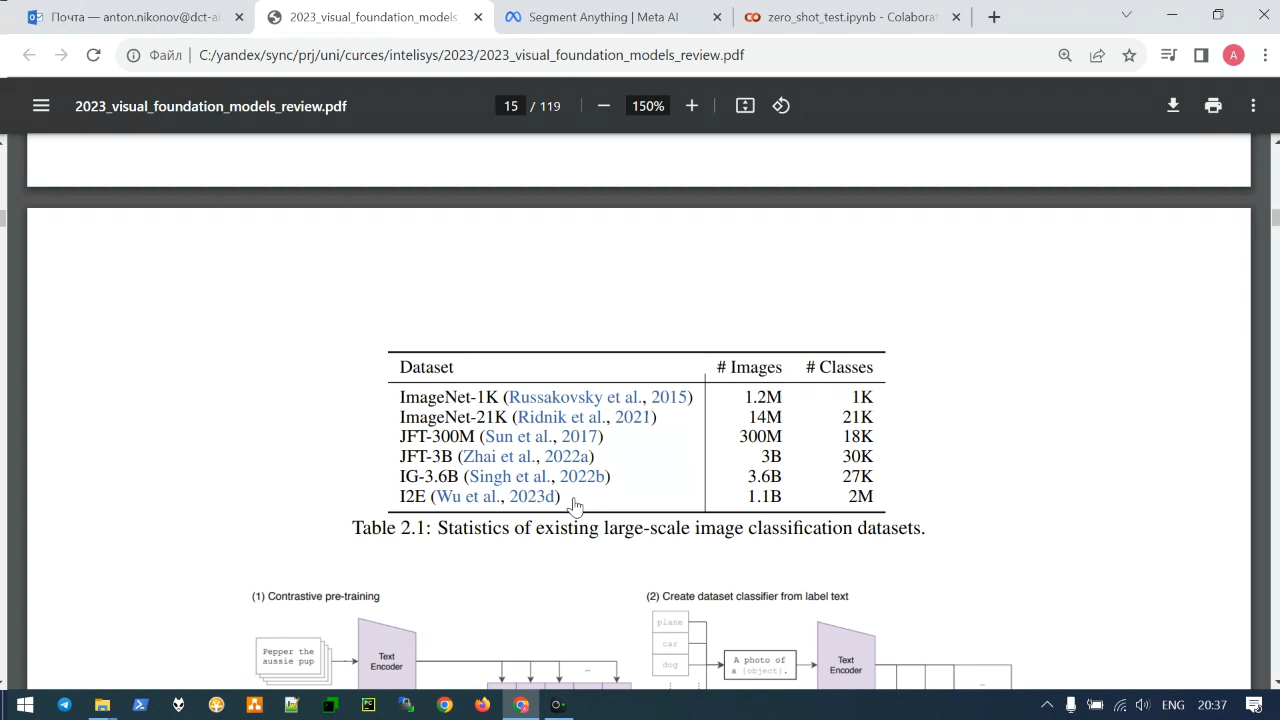 Почта — anton.nikonov@dct-ai
2023_visual_foundation_models
Segment Anything | Meta AI
zero_shot_test.ipynb - Colaborat
Файл
C:/yandex/sync/prj/uni/curces/intelisys/2023/2023_visual_foundation_models_review.pdf
A
2023_visual_foundation_models_review.pdf
15 / 119
150%
Dataset # Images # Classes
ImageNet-1K (Russakovsky et al., 2015) 1.2M 1K
ImageNet-21K (Ridnik et al., 2021) 14M 21K
JFT-300M (Sun et al., 2017) 300M 18K
JFT-3B (Zhai et al., 2022a) 3B 30K
IG-3.6B (Singh et al., 2022b) 3.6B 27K
I2E (Wu et al., 2023d) 1.1B 2M
Table 2.1: Statistics of existing large-scale image classification datasets.
(1) Contrastive pre-training
Pepper the
aussie pup
Text
Encoder
...
(2) Create dataset classifier from label text
plane
car
dog
⋮
A photo of
a {object}.
Text
Encoder
...
ENG
20:37